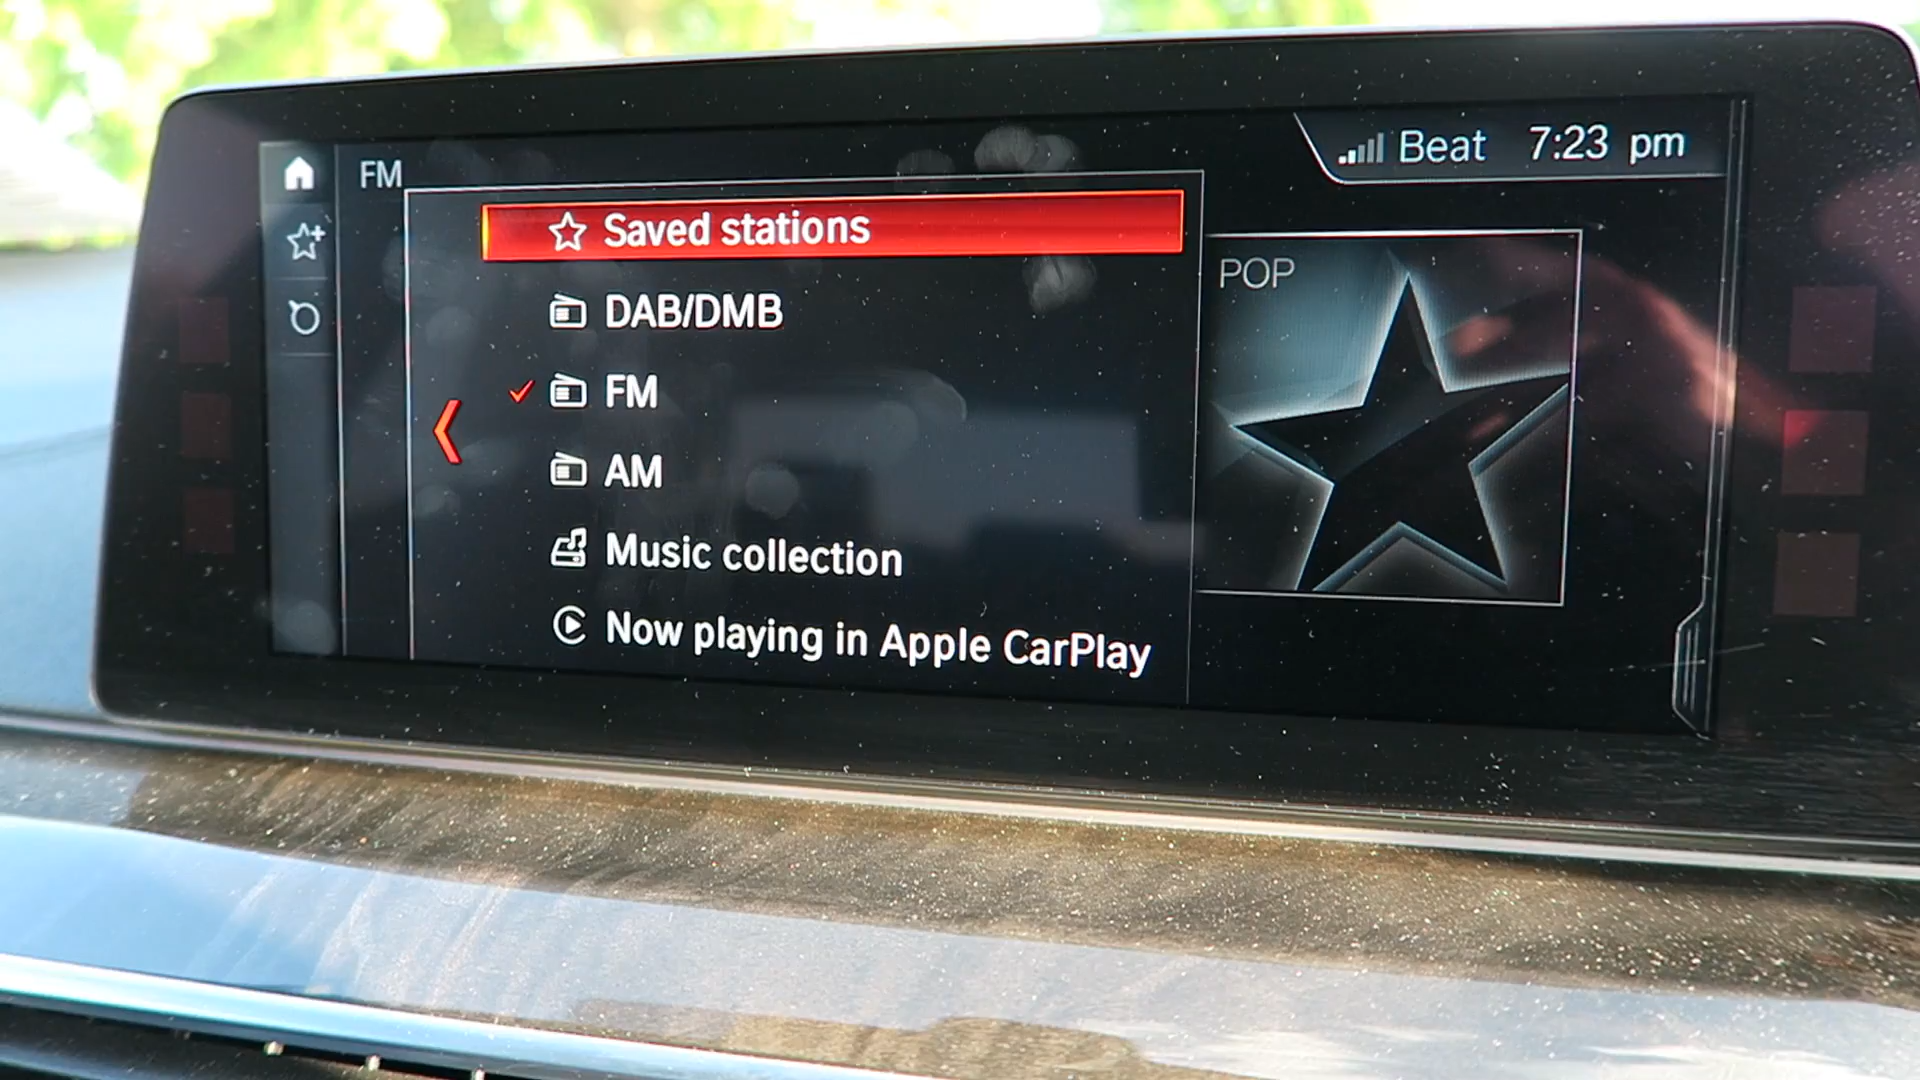 FM
Beat 7:23 pm
Saved stations
DAB/DMB
FM
AM
Music collection
Now playing in Apple CarPlay
POP